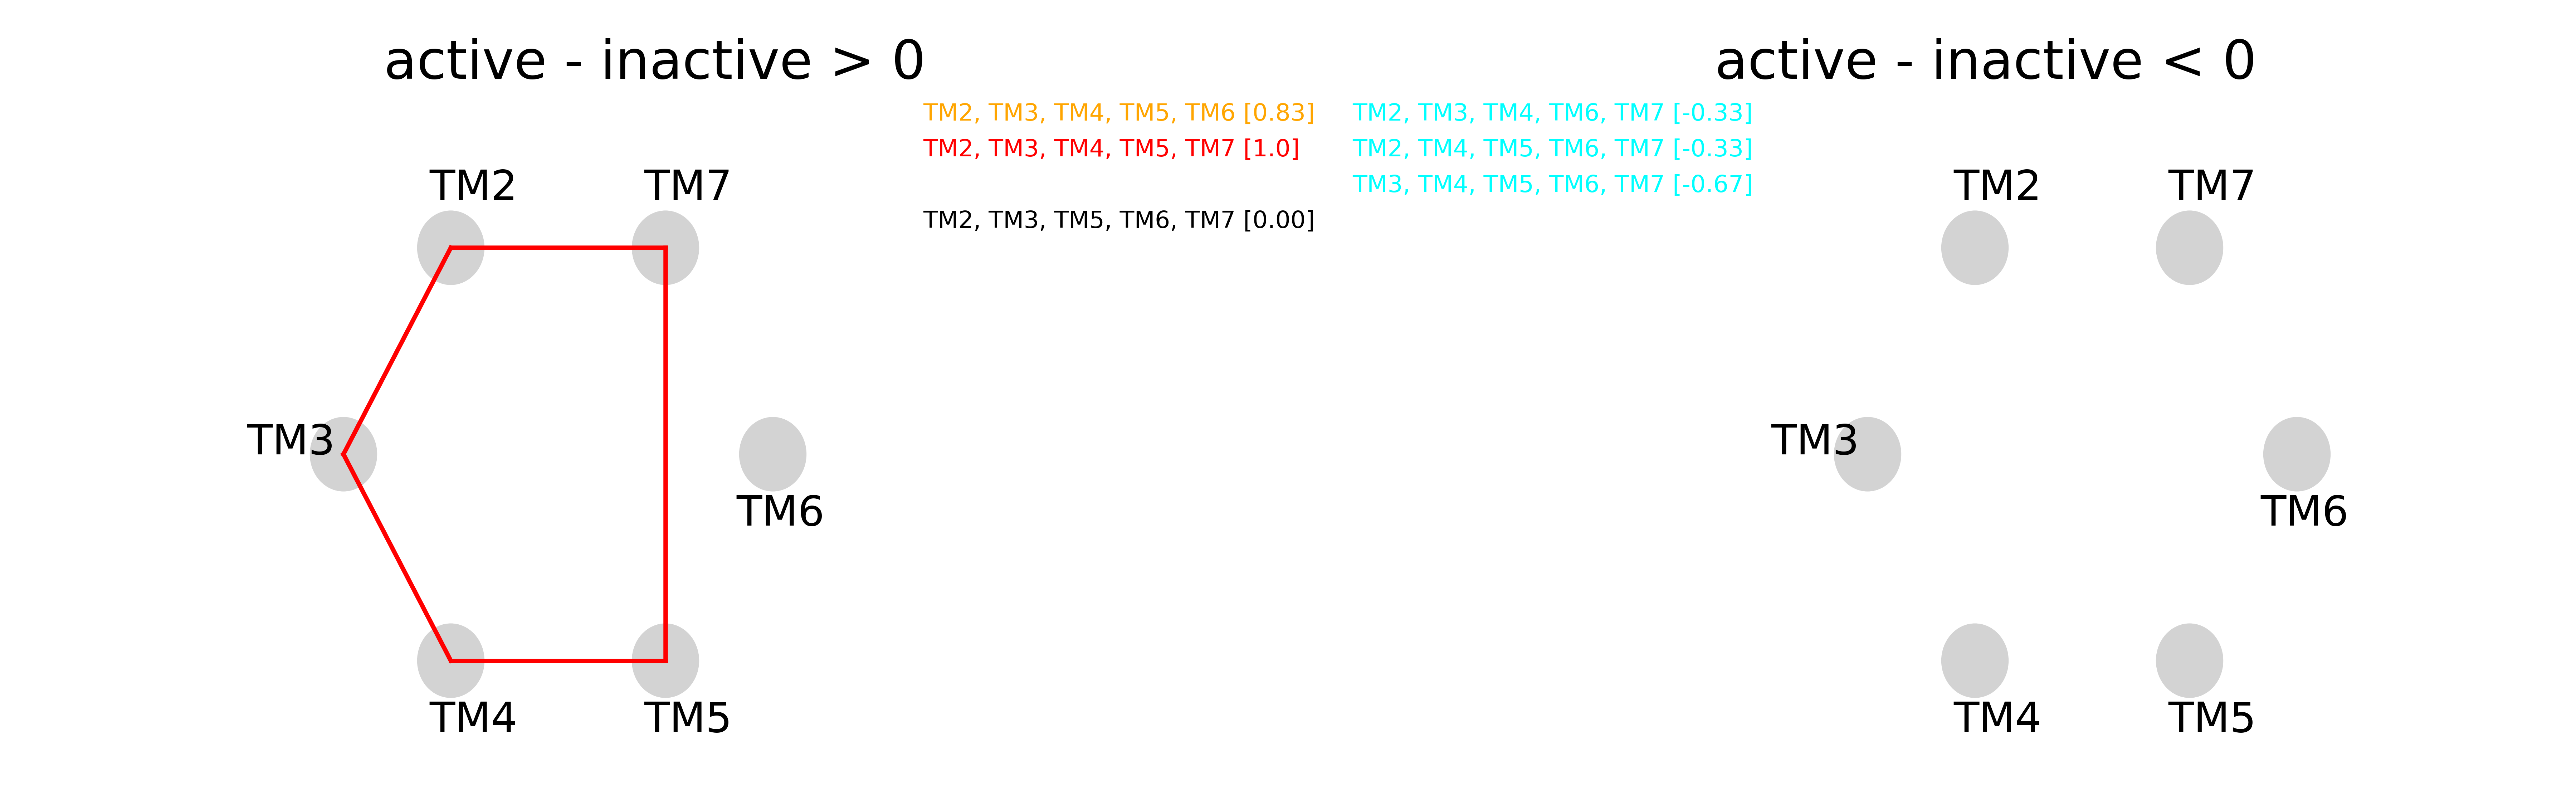 active - inactive > 0
active - inactive < 0
TM2, TM3, TM4, TM5, TM6 [0.83]
TM2, TM3, TM4, TM5, TM7 [1.0]
TM2, TM3, TM5, TM6, TM7 [0.00]
TM2, TM3, TM4, TM6, TM7 [-0.33]
TM2, TM4, TM5, TM6, TM7 [-0.33]
TM3, TM4, TM5, TM6, TM7 [-0.67]
TM2
TM7
TM3
TM6
TM4
TM5
TM2
TM7
TM3
TM6
TM4
TM5